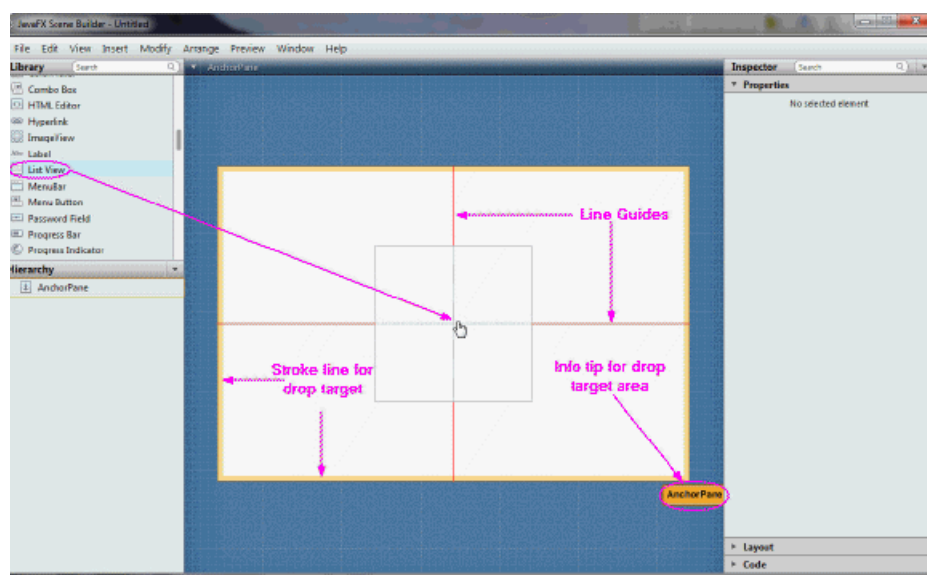 JavaFX Scene Builder - Untitled
File Edit View Insert Modify Arrange Preview Window Help
Library Search
AnchorPane
Inspector Search
Properties
No selected element
Combo Box
HTML Editor
Hyperlink
ImageView
Label
List View
MenuBar
Menu Button
Password Field
Progress Bar
Progress Indicator
Hierarchy
AnchorPane
Line Guides
Stroke line for
drop target
Info tip for drop
target area
AnchorPane
Layout
Code